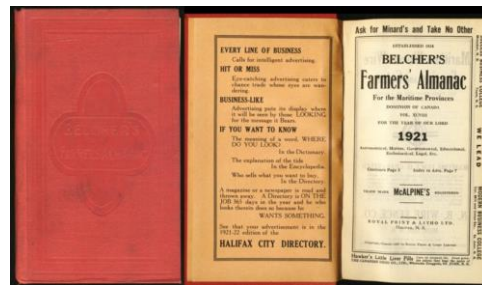 EVERY LINE OF BUSINESS
Calls for intelligent advertising.
HIT OR MISS
Eye-catching advertising caters to
chance trade whose eyes are wan-
dering.
BUSINESS-LIKE
Advertising puts its display where
it will be seen by those LOOKING
for the message it Bears.
IF YOU WANT TO KNOW
The meaning of a word, WHERE
DO YOU LOOK?
In the Dictionary.
The explanation of the tide
In the Encyclopedia.
Who sells what you want to buy.
In the Directory.
A magazine or newspaper is read and
thrown away. A Directory is ON THE
JOB 365 days in the year and he who
looks therein does so because he
WANTS SOMETHING.
See that your advertisement is in the
1921-22 edition of the
HALIFAX CITY DIRECTORY.
Ask for Minard's and Take No Other
ESTABLISHED 1824
BELCHER'S
Farmers' Almanac
For the Maritime Provinces
DOMINION OF CANADA
FOR THE YEAR OF OUR LORD
1921
McALPINE'S
ROYAL PRINT & LITHO LTD.
Hawker's Little Liver Pills
WE LEAD